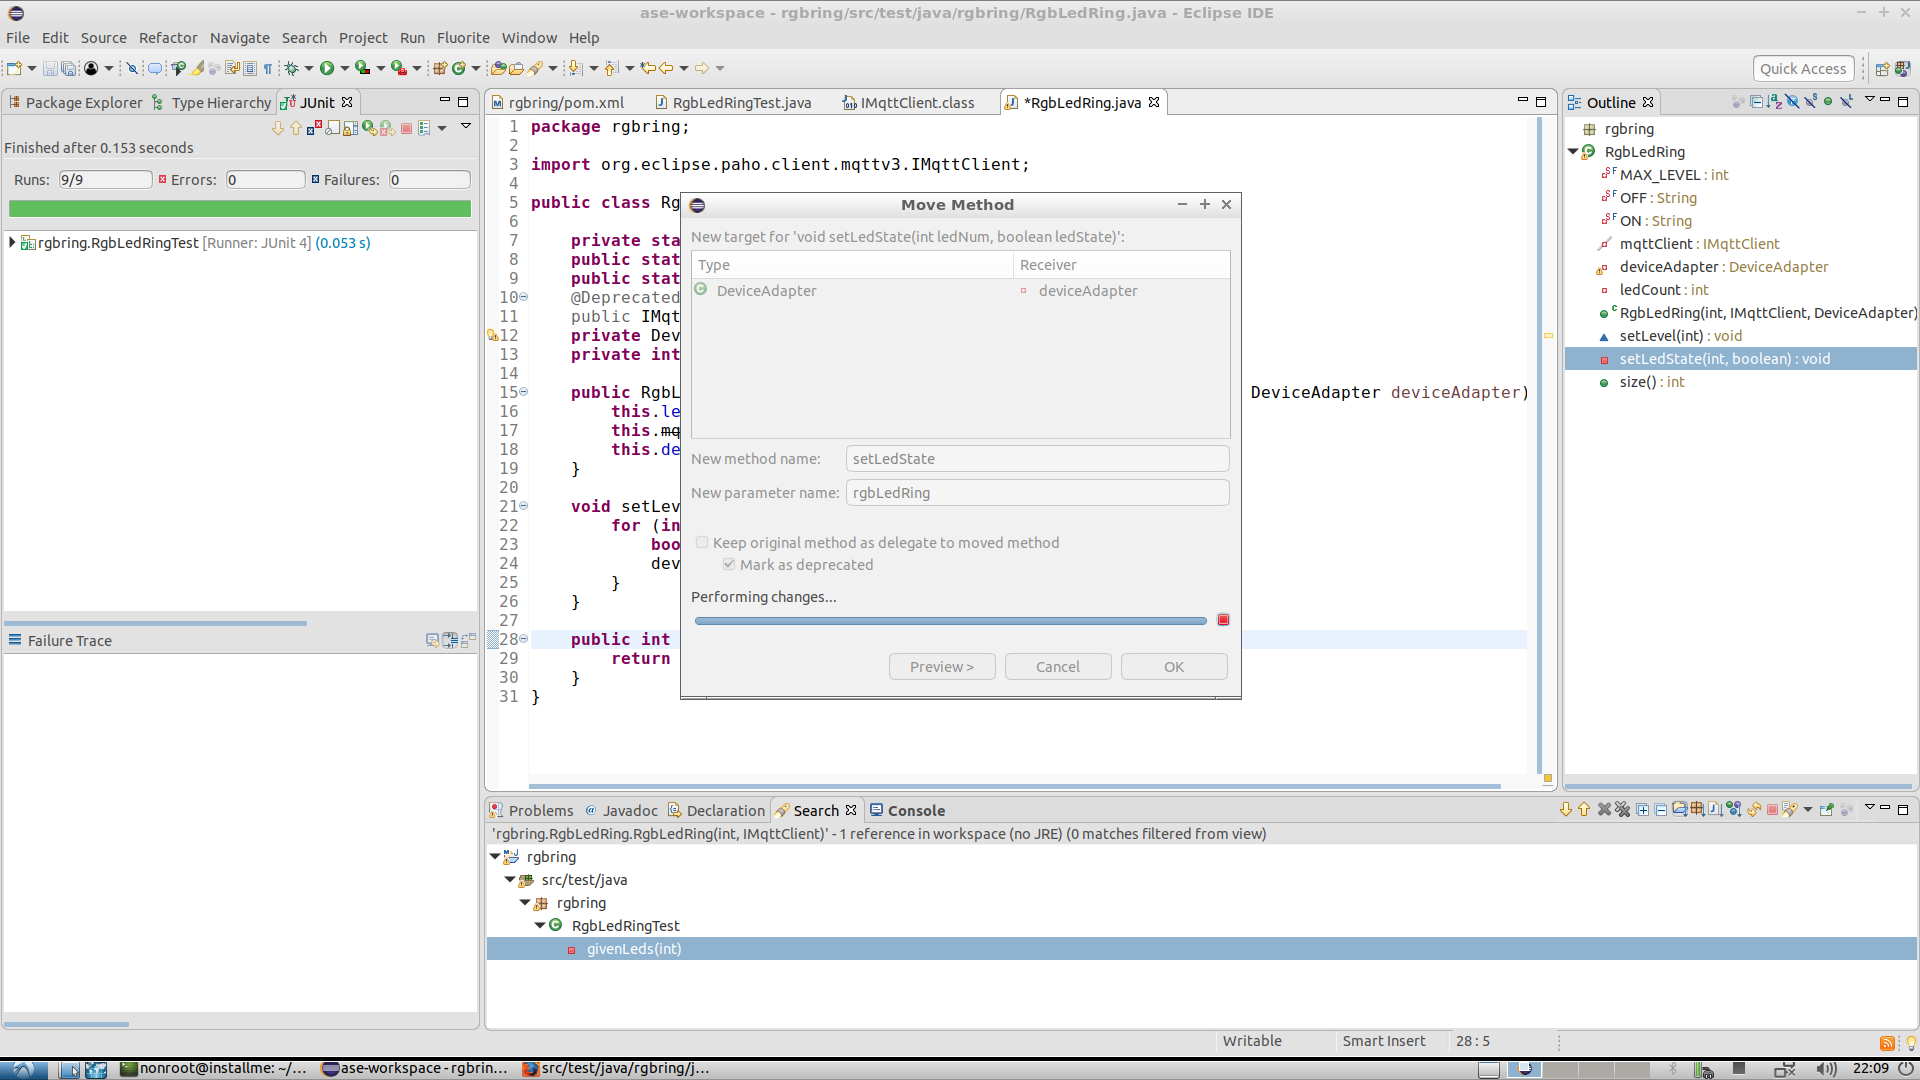 ase-workspace - rgbring/src/test/java/rgbring/RgbLedRing.java - Eclipse IDE
File Edit Source Refactor Navigate Search Project Run Fluorite Window Help
Quick Access
Package Explorer Type Hierarchy JUnit
Finished after 0.153 seconds
Runs: 9/9 Errors: 0 Failures: 0
rgbring.RgbLedRingTest [Runner: JUnit 4] (0.053 s)
Failure Trace
rgbring/pom.xml RgbLedRingTest.java IMqttClient.class *RgbLedRing.java
1 package rgbring;
2
3 import org.eclipse.paho.client.mqttv3.IMqttClient;
4
5 public class Rg
6
7 private sta
8 public stat
9 public stat
10 @Deprecated
11 public IMqt
12 private Dev
13 private int
14
15 public RgbL DeviceAdapter deviceAdapter)
16 this.le
17 this.mq
18 this.de
19 }
20
21 void setLev
22 for (in
23 boo
24 dev
25 }
26 }
27
28 public int
29 return
30 }
31 }
Move Method
New target for 'void setLedState(int ledNum, boolean ledState)':
Type Receiver
DeviceAdapter deviceAdapter
New method name: setLedState
New parameter name: rgbLedRing
Keep original method as delegate to moved method
Mark as deprecated
Performing changes...
Preview > Cancel OK
Outline
rgbring
RgbLedRing
MAX_LEVEL : int
OFF : String
ON : String
mqttClient : IMqttClient
deviceAdapter : DeviceAdapter
ledCount : int
RgbLedRing(int, IMqttClient, DeviceAdapter)
setLevel(int) : void
setLedState(int, boolean) : void
size() : int
Problems Javadoc Declaration Search Console
'rgbring.RgbLedRing.RgbLedRing(int, IMqttClient)' - 1 reference in workspace (no JRE) (0 matches filtered from view)
rgbring
src/test/java
rgbring
RgbLedRingTest
givenLeds(int)
Writable Smart Insert 28 : 5
nonroot@installme: ~/... ase-workspace - rgbrin... src/test/java/rgbring/j... 22:09